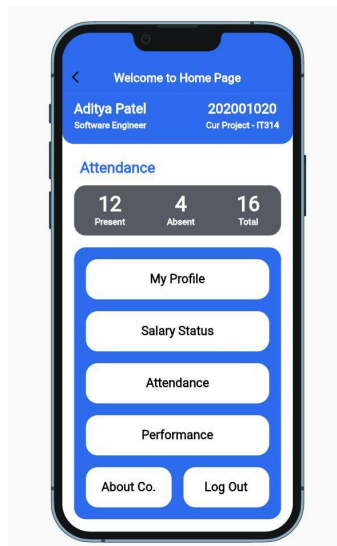 Welcome to Home Page
Aditya Patel 202001020
Software Engineer Cur Project - IT314
Attendance
12 4 16
Present Absent Total
My Profile
Salary Status
Attendance
Performance
About Co. Log Out